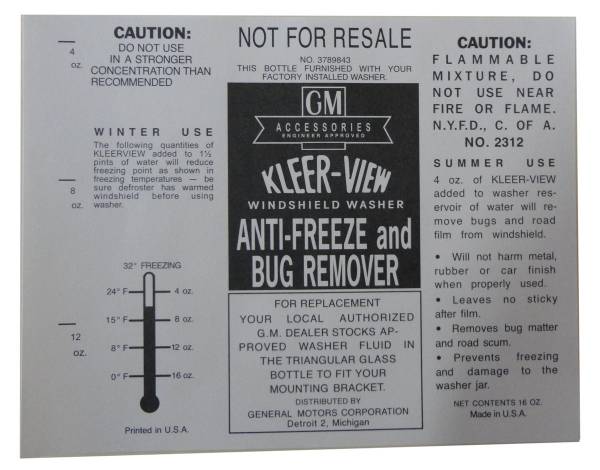 4
oz.
8
oz.
12
oz.
CAUTION:
DO NOT USE
IN A STRONGER
CONCENTRATION THAN
RECOMMENDED
WINTER USE
The following quantities of
KLEERVIEW added to 1½
pints of water will reduce
freezing point as shown in
freezing temperatures — be
sure defroster has warmed
windshield before using
washer.
32° FREEZING
24° F 4 oz.
15° F 8 oz.
8° F 12 oz.
0° F 16 oz.
Printed in U.S.A.
NOT FOR RESALE
NO. 3789843
THIS BOTTLE FURNISHED WITH YOUR
FACTORY INSTALLED WASHER.
GM
ACCESSORIES
ENGINEER APPROVED
KLEER-VIEW
WINDSHIELD WASHER
ANTI-FREEZE and
BUG REMOVER
FOR REPLACEMENT
YOUR LOCAL AUTHORIZED
G.M. DEALER STOCKS AP-
PROVED WASHER FLUID IN
THE TRIANGULAR GLASS
BOTTLE TO FIT YOUR
MOUNTING BRACKET.
DISTRIBUTED BY
GENERAL MOTORS CORPORATION
Detroit 2, Michigan
CAUTION:
FLAMMABLE
MIXTURE, DO
NOT USE NEAR
FIRE OR FLAME.
N.Y.F.D., C. OF A.
NO. 2312
SUMMER USE
4 oz. of KLEER-VIEW
added to washer res-
ervoir of water will re-
move bugs and road
film from windshield.
• Will not harm metal,
rubber or car finish
when properly used.
• Leaves no sticky
after film.
• Removes bug matter
and road scum.
• Prevents freezing
and damage to the
washer jar.
NET CONTENTS 16 OZ.
Made in U.S.A.